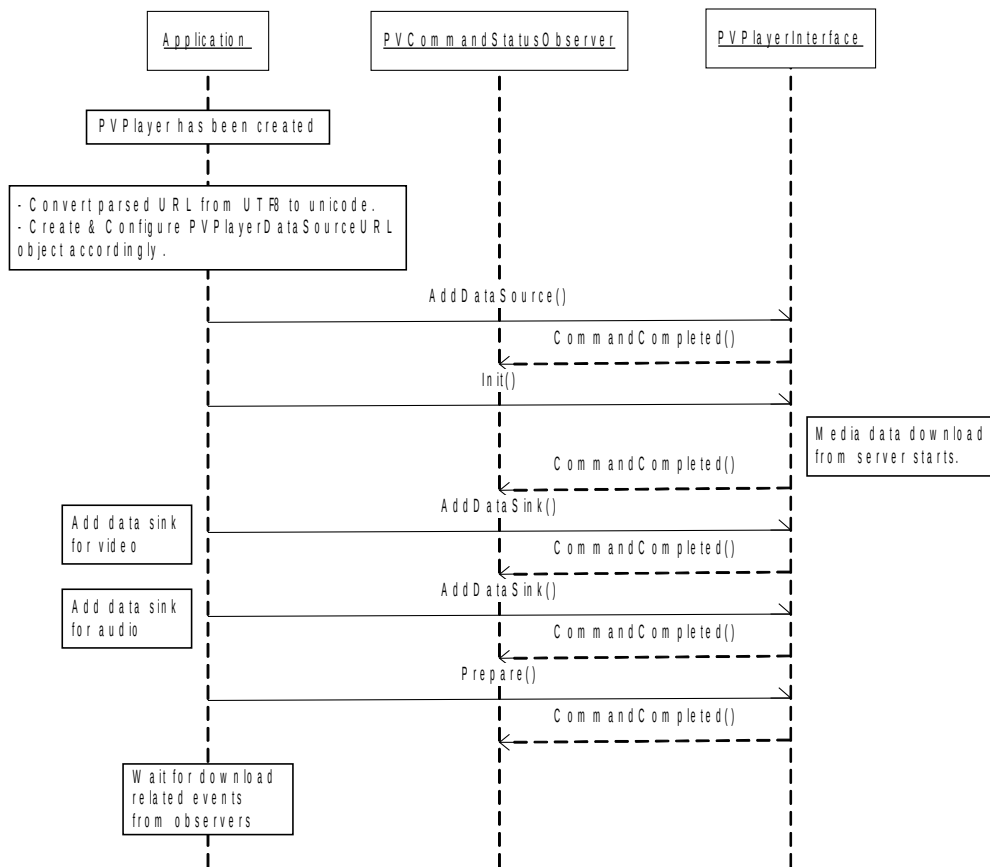 Application
PVCommandStatusObserver
PVPlayerInterface
PVPlayer has been created
- Convert parsed URL from UTF8 to unicode.
- Create & Configure PVPlayerDataSourceURL
object accordingly.
AddDataSource()
CommandCompleted()
Init()
Media data download
from server starts.
CommandCompleted()
AddDataSink()
Add data sink
for video
CommandCompleted()
AddDataSink()
Add data sink
for audio
CommandCompleted()
Prepare()
CommandCompleted()
Wait for download
related events
from observers